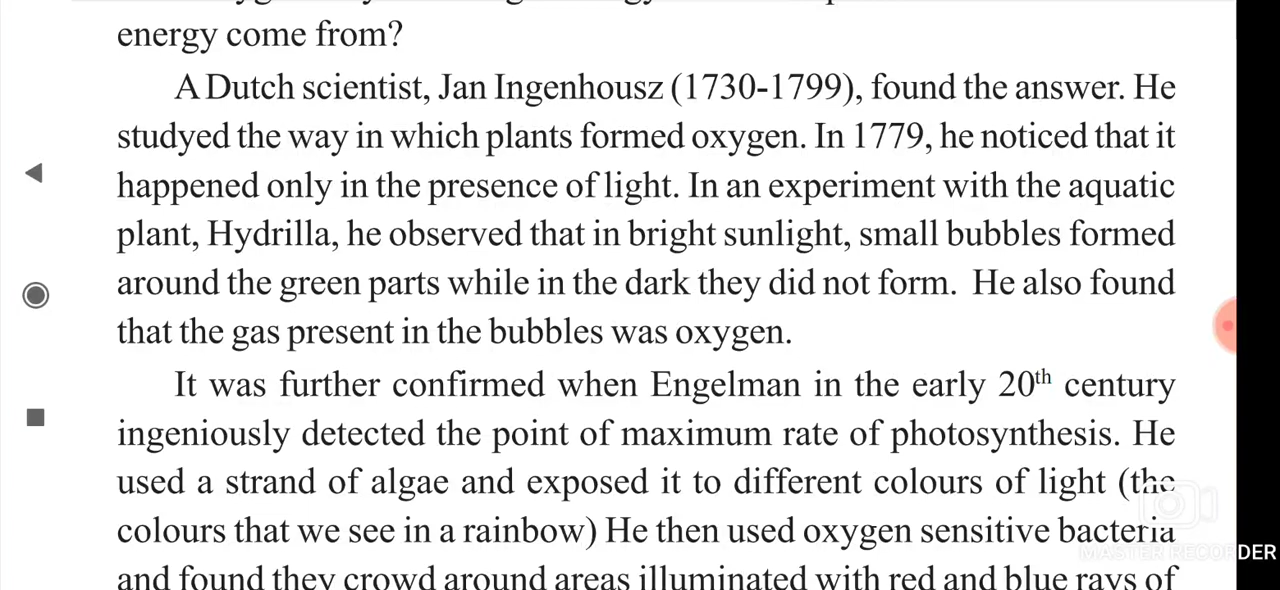 energy come from?
A Dutch scientist, Jan Ingenhousz (1730-1799), found the answer. He
studyed the way in which plants formed oxygen. In 1779, he noticed that it
happened only in the presence of light. In an experiment with the aquatic
plant, Hydrilla, he observed that in bright sunlight, small bubbles formed
around the green parts while in the dark they did not form. He also found
that the gas present in the bubbles was oxygen.
It was further confirmed when Engelman in the early 20th century
ingeniously detected the point of maximum rate of photosynthesis. He
used a strand of algae and exposed it to different colours of light (the
colours that we see in a rainbow) He then used oxygen sensitive bacteria
MASTER RECORDER
and found they crowd around areas illuminated with red and blue rays of